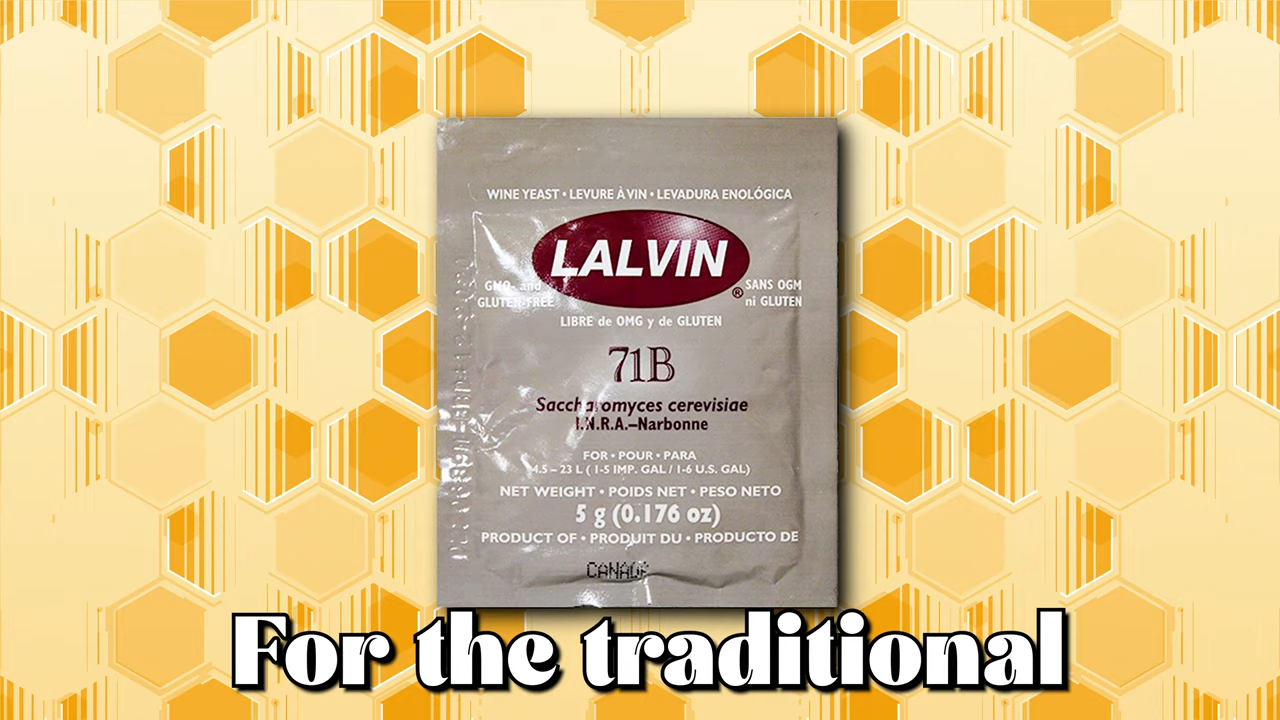 WINE YEAST • LEVURE À VIN • LEVADURA ENOLÓGICA
LALVIN
®
GMO- and
GLUTEN-FREE
SANS OGM
ni GLUTEN
LIBRE de OMG y de GLUTEN
71B
Saccharomyces cerevisiae
I.N.R.A.–Narbonne
FOR • POUR • PARA
4.5 – 23 L ( 1-5 IMP. GAL / 1-6 U.S. GAL)
NET WEIGHT • POIDS NET • PESO NETO
5 g (0.176 oz)
PRODUCT OF • PRODUIT DU • PRODUCTO DE
CANADA
For the traditional